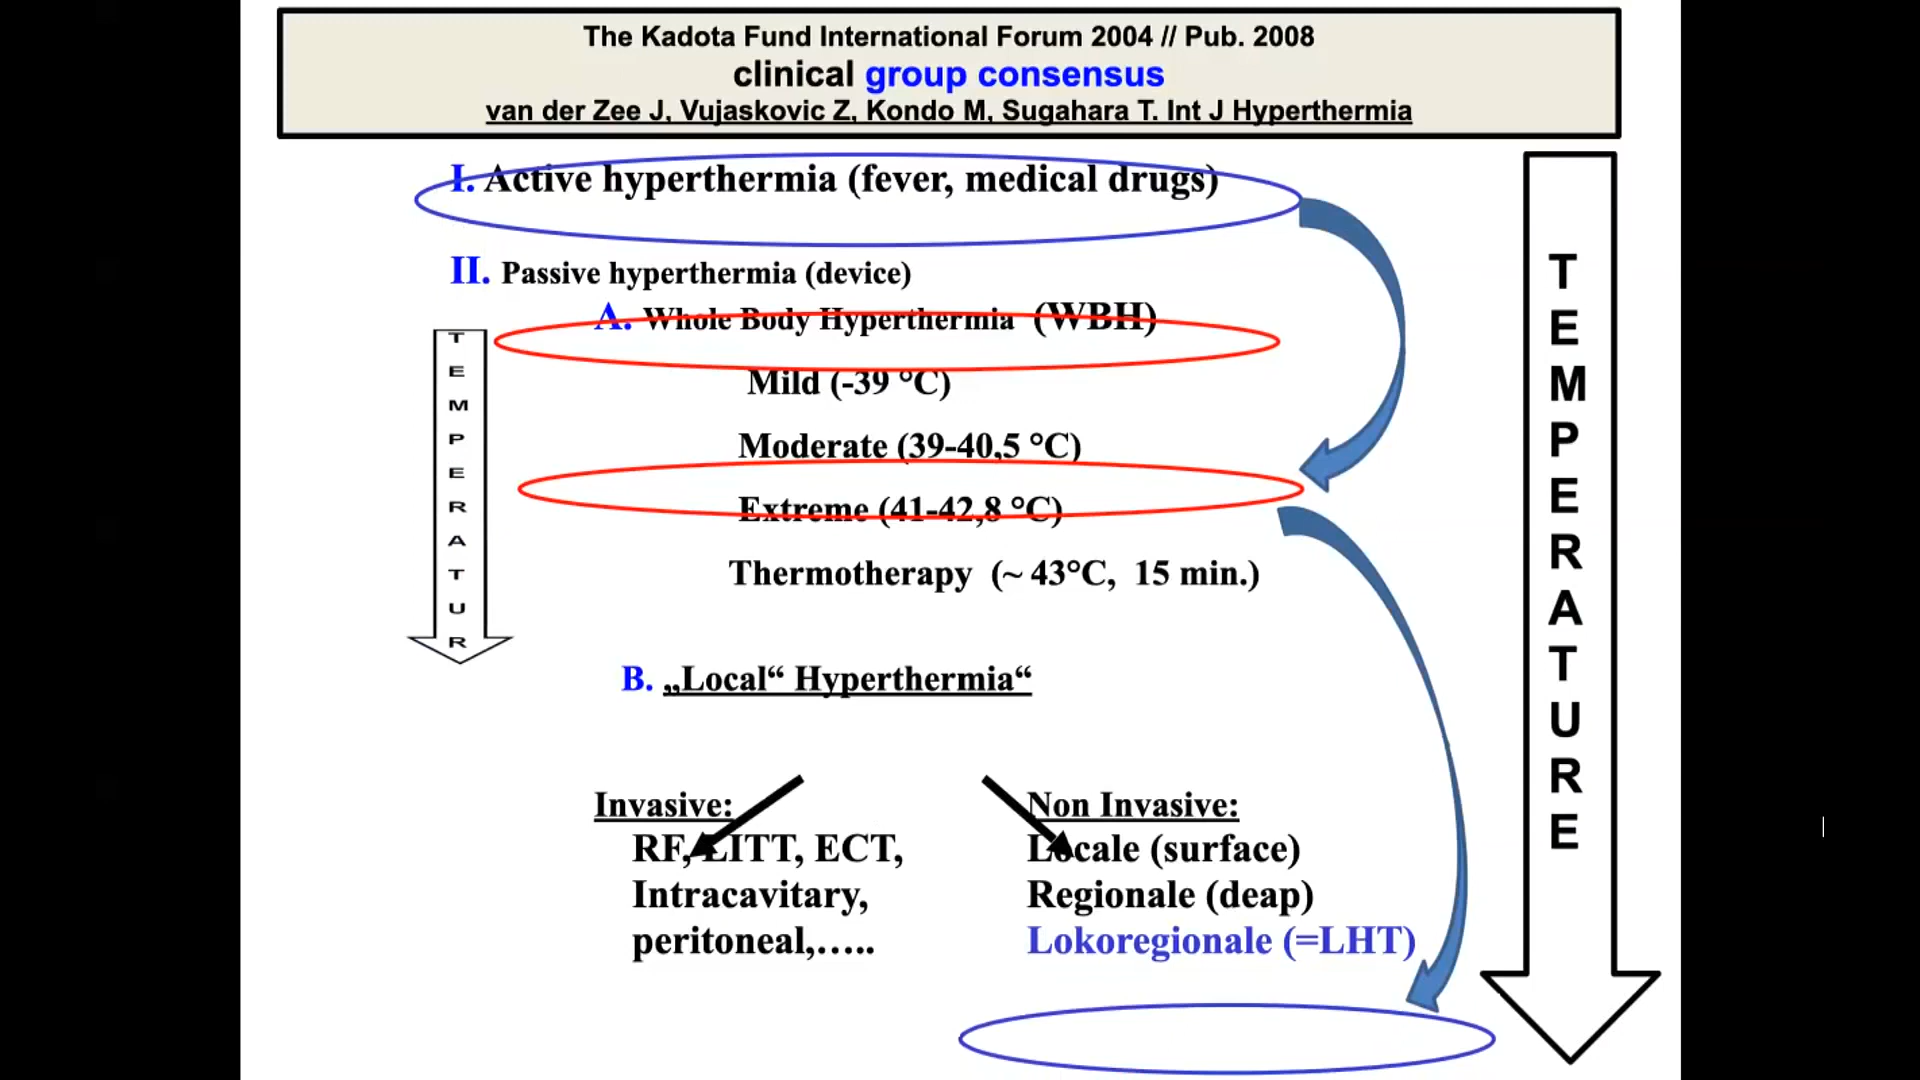 The Kadota Fund International Forum 2004 // Pub. 2008
clinical group consensus
van der Zee J, Vujaskovic Z, Kondo M, Sugahara T. Int J Hyperthermia
I. Active hyperthermia (fever, medical drugs)
II. Passive hyperthermia (device)
A. Whole Body Hyperthermia (WBH)
Mild (-39 °C)
Moderate (39-40,5 °C)
Extreme (41-42,8 °C)
Thermotherapy (~ 43°C, 15 min.)
TEMPERATUR
B. „Local“ Hyperthermia“
Invasive:
RF, LITT, ECT,
Intracavitary,
peritoneal,…..
Non Invasive:
Locale (surface)
Regionale (deap)
Lokoregionale (=LHT)
TEMPERATURE